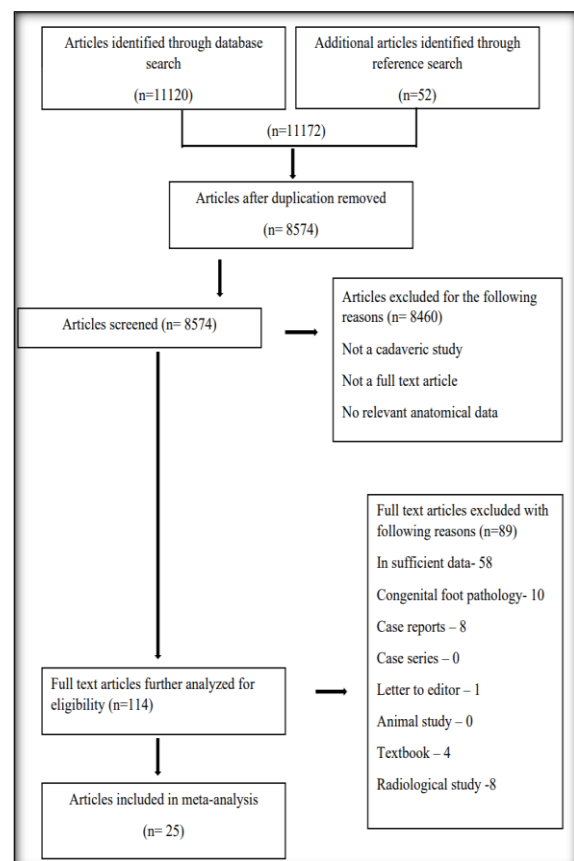 Articles identified through database
search
(n=11120)
Additional articles identified through
reference search
(n=52)
(n=11172)
Articles after duplication removed
(n= 8574)
Articles screened (n= 8574)
Articles excluded for the following
reasons (n= 8460)
Not a cadaveric study
Not a full text article
No relevant anatomical data
Full text articles excluded with
following reasons (n=89)
In sufficient data- 58
Congenital foot pathology- 10
Case reports – 8
Case series – 0
Letter to editor – 1
Animal study – 0
Textbook – 4
Radiological study -8
Full text articles further analyzed for
eligibility (n=114)
Articles included in meta-analysis
(n= 25)